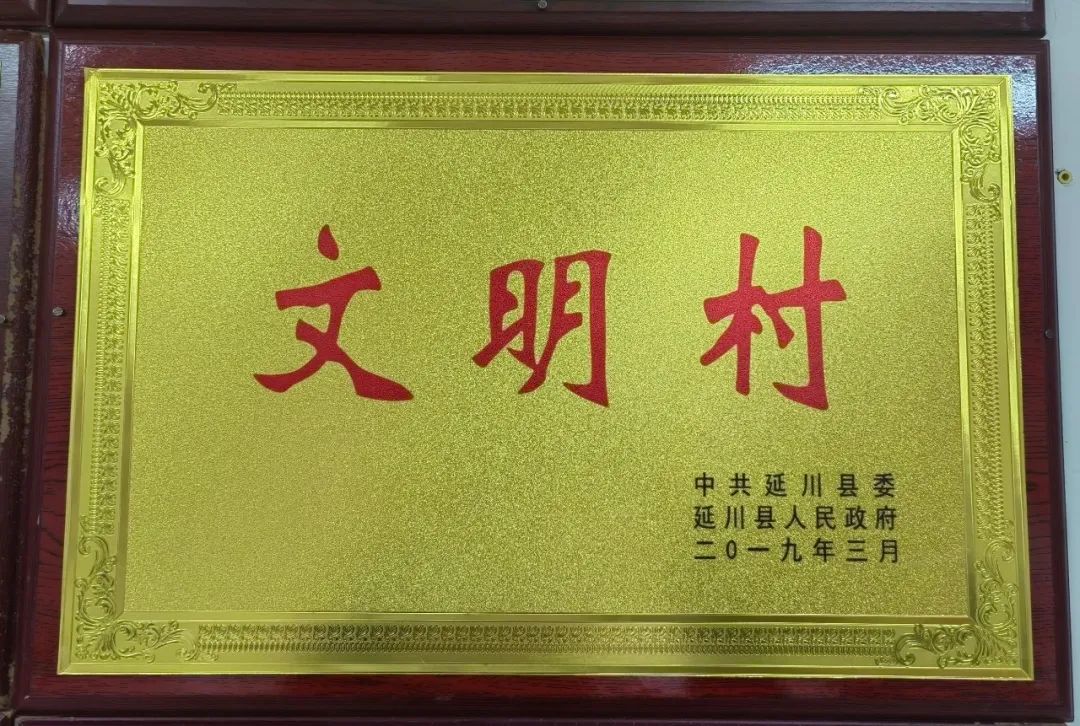 文明村
中共延川县委
延川县人民政府
二0一九年三月